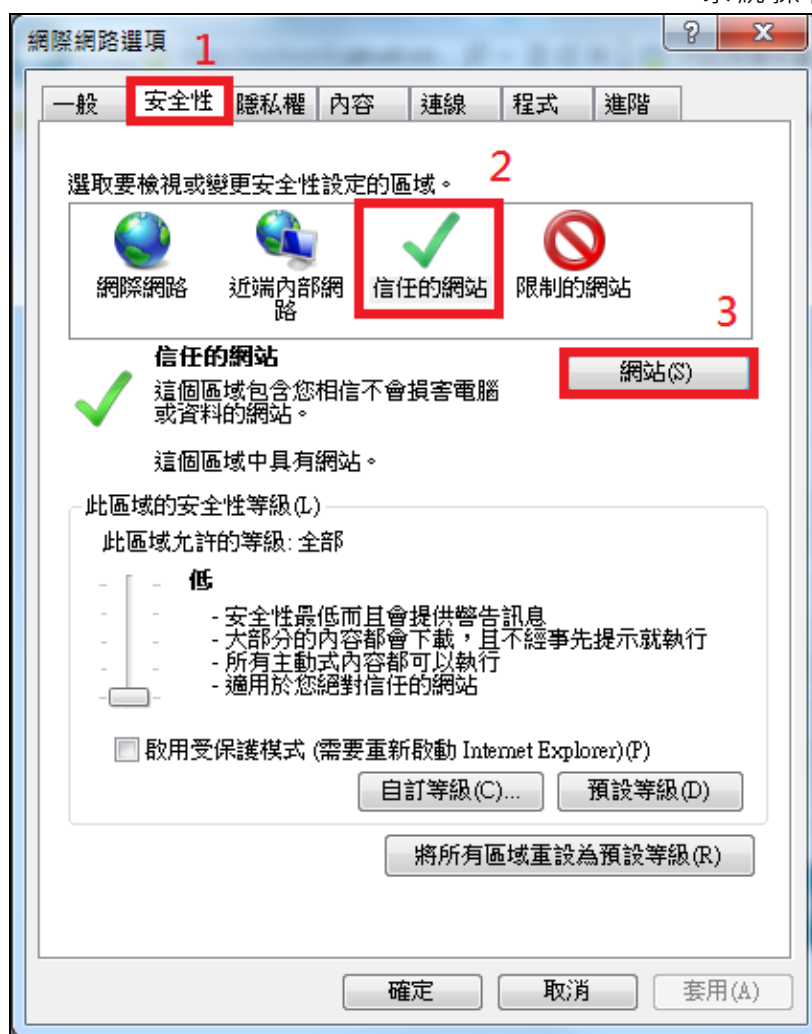 網際網路選項
1
一般 安全性 隱私權 內容 連線 程式 進階
選取要檢視或變更安全性設定的區域。
2
網際網路 近端內部網路 信任的網站 限制的網站
3
信任的網站
網站(S)
這個區域包含您相信不會損害電腦
或資料的網站。
這個區域中具有網站。
此區域的安全性等級(L)
此區域允許的等級: 全部
低
- 安全性最低而且會提供警告訊息
- 大部分的內容都會下載，且不經事先提示就執行
- 所有主動式內容都可以執行
- 適用於您絕對信任的網站
啟用受保護模式 (需要重新啟動 Internet Explorer)(P)
自訂等級(C)... 預設等級(D)
將所有區域重設為預設等級(R)
確定 取消 套用(A)